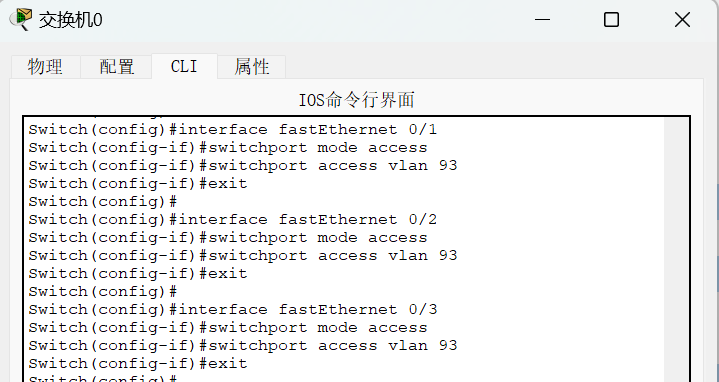 交换机0
物理 配置 CLI 属性
IOS命令行界面
Switch(config)#interface fastEthernet 0/1
Switch(config-if)#switchport mode access
Switch(config-if)#switchport access vlan 93
Switch(config-if)#exit
Switch(config)#
Switch(config)#interface fastEthernet 0/2
Switch(config-if)#switchport mode access
Switch(config-if)#switchport access vlan 93
Switch(config-if)#exit
Switch(config)#
Switch(config)#interface fastEthernet 0/3
Switch(config-if)#switchport mode access
Switch(config-if)#switchport access vlan 93
Switch(config-if)#exit
Switch(config)#